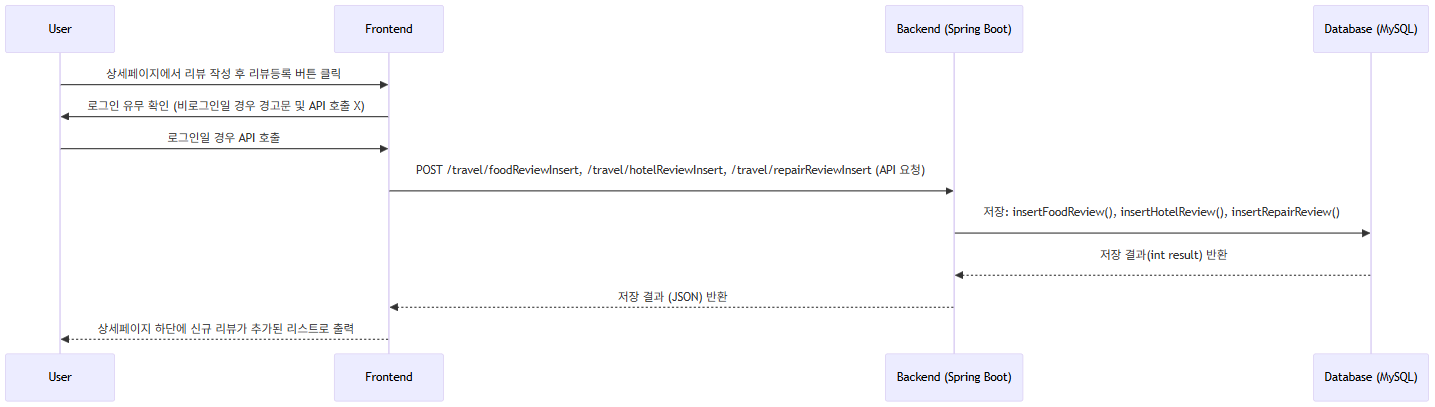 User
Frontend
Backend (Spring Boot)
Database (MySQL)
상세페이지에서 리뷰 작성 후 리뷰등록 버튼 클릭
로그인 유무 확인 (비로그인일 경우 경고문 및 API 호출 X)
로그인일 경우 API 호출
POST /travel/foodReviewInsert, /travel/hotelReviewInsert, /travel/repairReviewInsert (API 요청)
저장: insertFoodReview(), insertHotelReview(), insertRepairReview()
저장 결과(int result) 반환
저장 결과 (JSON) 반환
상세페이지 하단에 신규 리뷰가 추가된 리스트로 출력
User
Frontend
Backend (Spring Boot)
Database (MySQL)